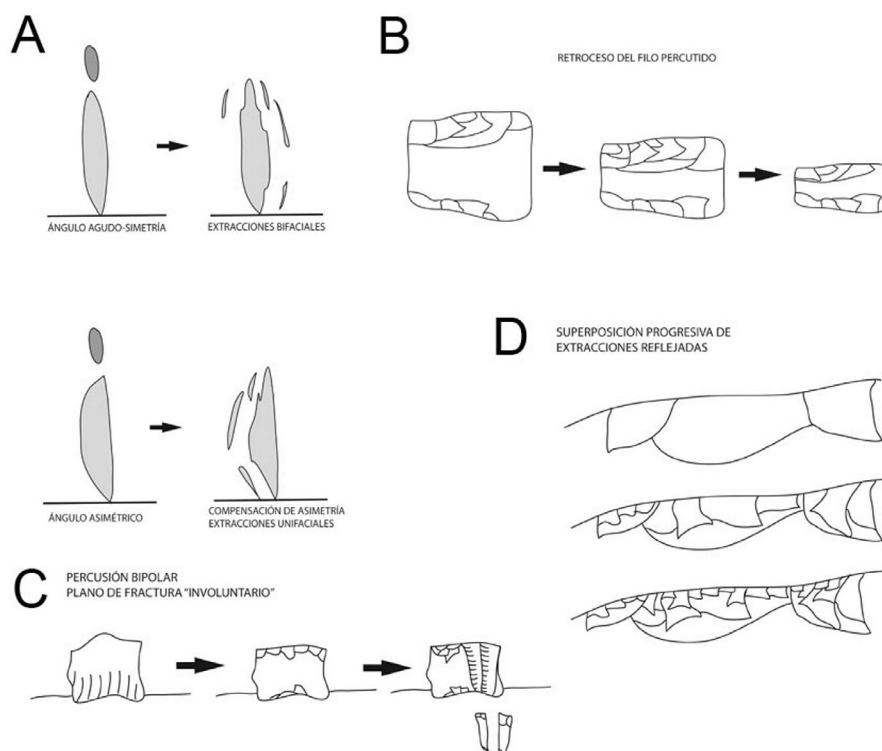 A
ÁNGULO AGUDO-SIMETRÍA
EXTRACCIONES BIFACIALES
ÁNGULO ASIMÉTRICO
COMPENSACIÓN DE ASIMETRÍA
EXTRACCIONES UNIFACIALES
B
RETROCESO DEL FILO PERCUTIDO
C
PERCUSIÓN BIPOLAR
PLANO DE FRACTURA "INVOLUNTARIO"
D
SUPERPOSICIÓN PROGRESIVA DE
EXTRACCIONES REFLEJADAS